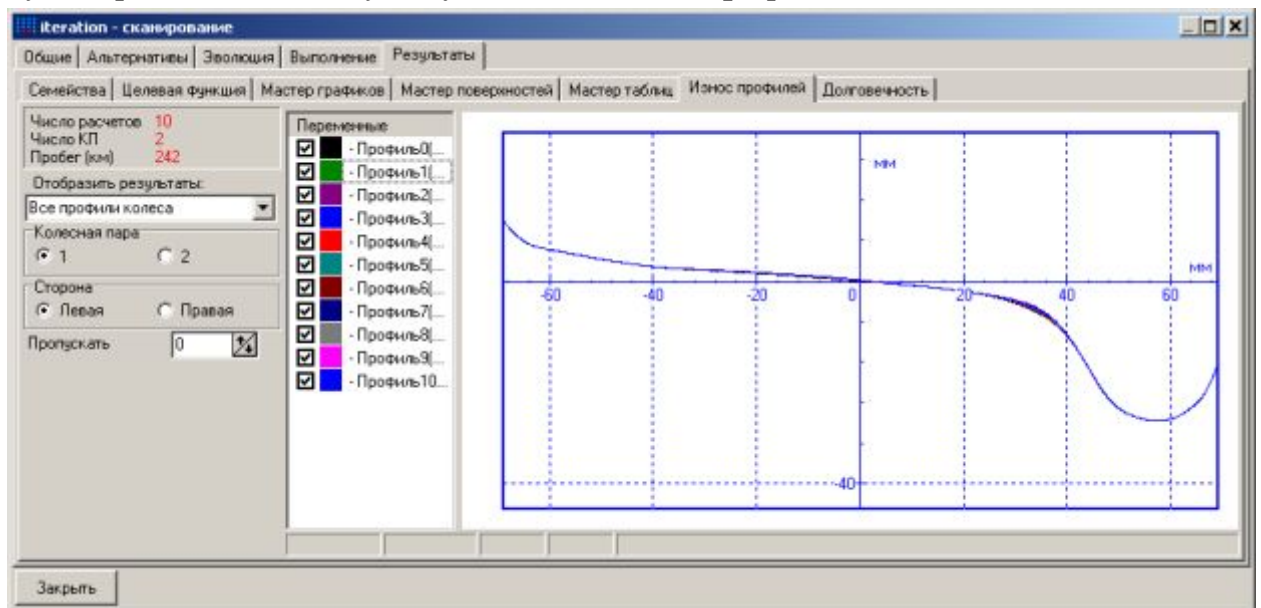 iteration - сканирование
Общие Альтернативы Эволюция Выполнение Результаты
Семейства Целевая функция Мастер графиков Мастер поверхностей Мастер таблиц Износ профилей Долговечность
Число расчетов 10
Число КП 2
Пробег (км) 242
Отобразить результаты:
Все профили колеса
Колесная пара
1 2
Сторона
Левая Правая
Пропускать 0
Переменные
- Профиль0(...
- Профиль1(...
- Профиль2(...
- Профиль3(...
- Профиль4(...
- Профиль5(...
- Профиль6(...
- Профиль7(...
- Профиль8(...
- Профиль9(...
- Профиль10...
мм
мм
-60 -40 -20 0 20 40 60
-40
Закрыть